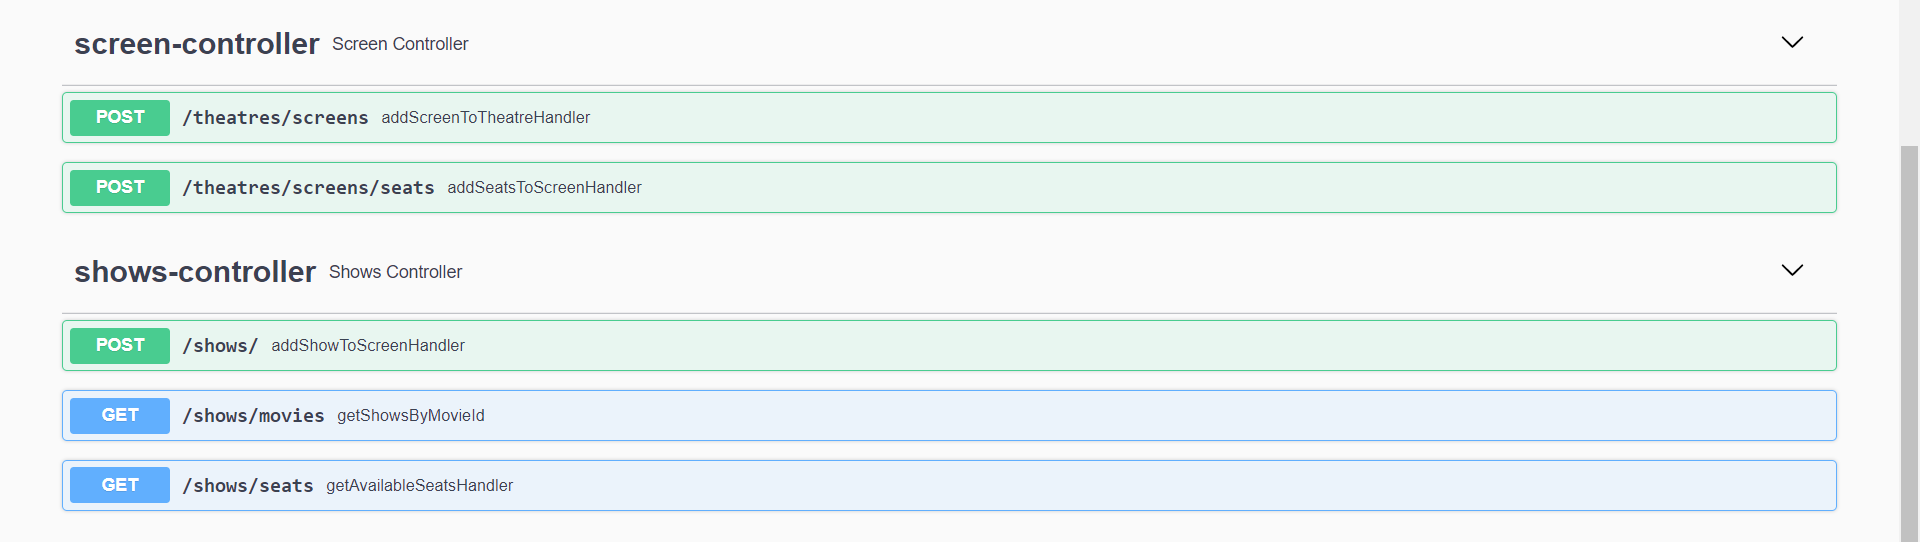 screen-controller Screen Controller
POST /theatres/screens addScreenToTheatreHandler
POST /theatres/screens/seats addSeatsToScreenHandler
shows-controller Shows Controller
POST /shows/ addShowToScreenHandler
GET /shows/movies getShowsByMovieId
GET /shows/seats getAvailableSeatsHandler